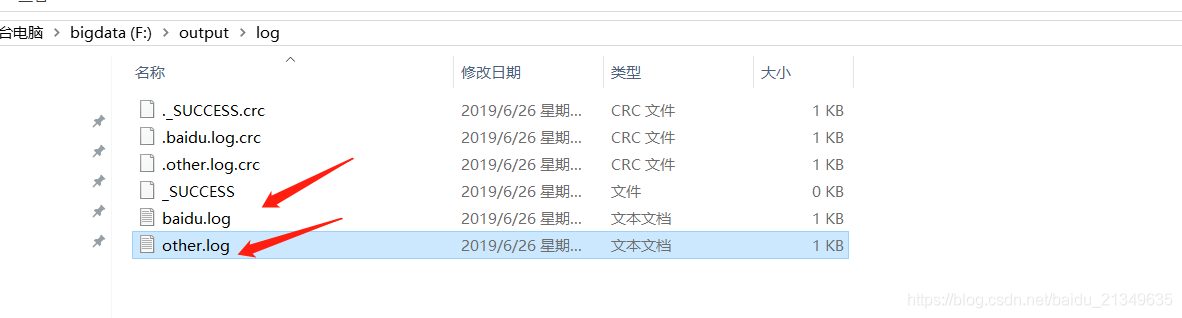 台电脑 > bigdata (F:) > output > log
名称 修改日期 类型 大小
._SUCCESS.crc 2019/6/26 星期... CRC 文件 1 KB
.baidu.log.crc 2019/6/26 星期... CRC 文件 1 KB
.other.log.crc 2019/6/26 星期... CRC 文件 1 KB
_SUCCESS 2019/6/26 星期... 文件 0 KB
baidu.log 2019/6/26 星期... 文本文档 1 KB
other.log 2019/6/26 星期... 文本文档 1 KB
https://blog.csdn.net/baidu_21349635